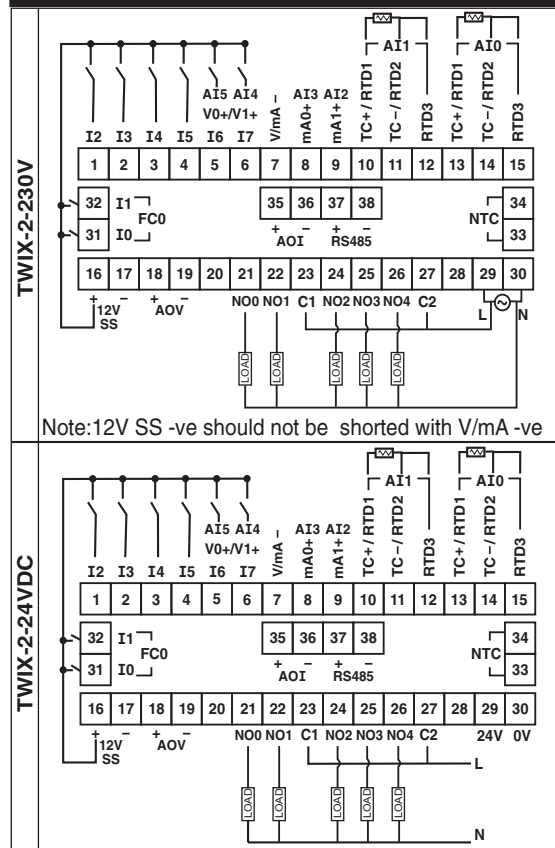 TWIX-2-230V
AI1 AI0
AI5 AI4 V/mA – AI3 AI2 TC+/ RTD1 TC–/ RTD2 RTD3 TC+/ RTD1 TC–/ RTD2 RTD3
V0+/V1+ mA0+ mA1+
I2 I3 I4 I5 I6 I7
1 2 3 4 5 6 7 8 9 10 11 12 13 14 15
32 I1 35 36 37 38 34
FC0 NTC
31 I0 + – + – 33
AOI RS485
16 17 18 19 20 21 22 23 24 25 26 27 28 29 30
+ – + –
12V AOV NO0 NO1 C1 NO2 NO3 NO4 C2 L N
SS
LOAD LOAD LOAD LOAD LOAD
Note:12V SS -ve should not be shorted with V/mA -ve
TWIX-2-24VDC
AI1 AI0
AI5 AI4 V/mA – AI3 AI2 TC+/ RTD1 TC–/ RTD2 RTD3 TC+/ RTD1 TC–/ RTD2 RTD3
V0+/V1+ mA0+ mA1+
I2 I3 I4 I5 I6 I7
1 2 3 4 5 6 7 8 9 10 11 12 13 14 15
32 I1 35 36 37 38 34
FC0 NTC
31 I0 + – + – 33
AOI RS485
16 17 18 19 20 21 22 23 24 25 26 27 28 29 30
+ – + –
12V AOV NO0 NO1 C1 NO2 NO3 NO4 C2 24V 0V
SS
L
LOAD LOAD LOAD LOAD LOAD
N